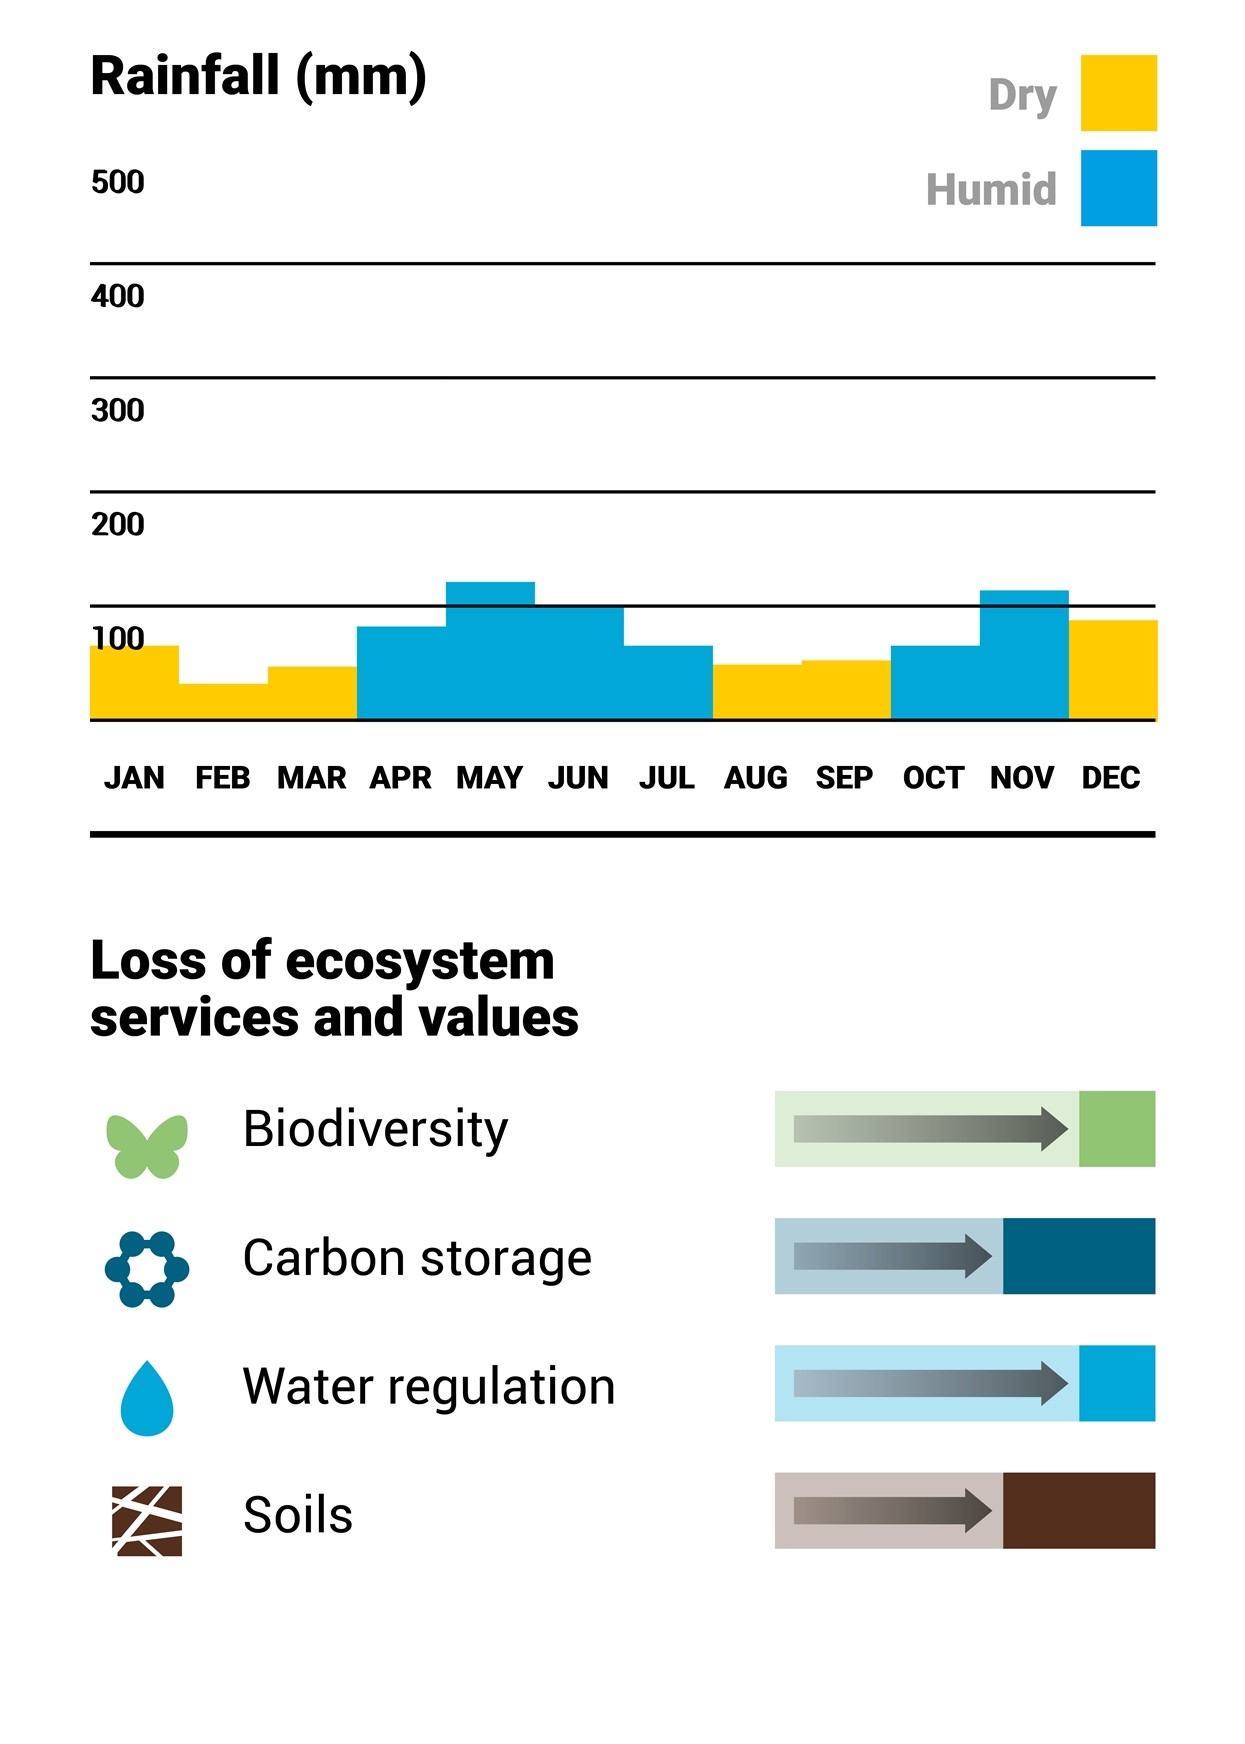 Rainfall (mm)
Dry
Humid
500
400
300
200
100
JAN FEB MAR APR MAY JUN JUL AUG SEP OCT NOV DEC
Loss of ecosystem
services and values
Biodiversity
Carbon storage
Water regulation
Soils